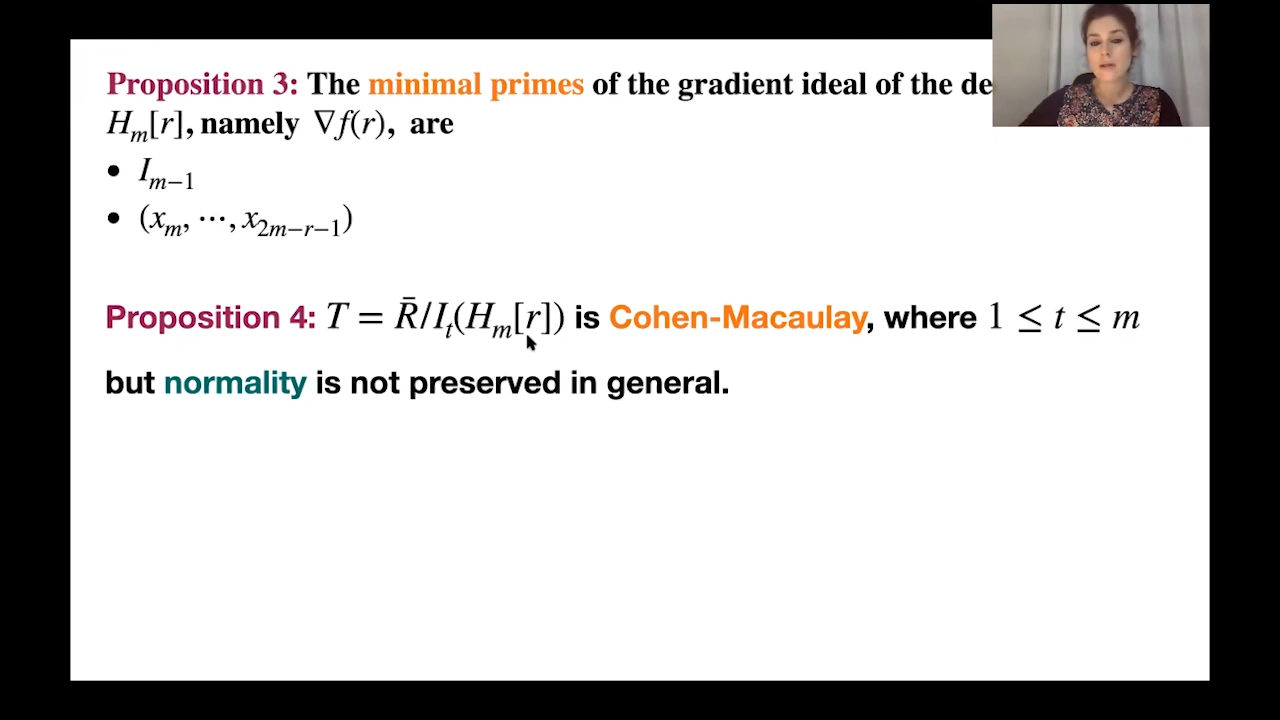 Proposition 3: The minimal primes of the gradient ideal of the
H_m[r], namely ∇f(r), are
• I_{m−1}
• (x_m, ⋯, x_{2m−r−1})
Proposition 4: T = R̄/I_t(H_m[r]) is Cohen-Macaulay, where 1 ≤ t ≤ m
but normality is not preserved in general.